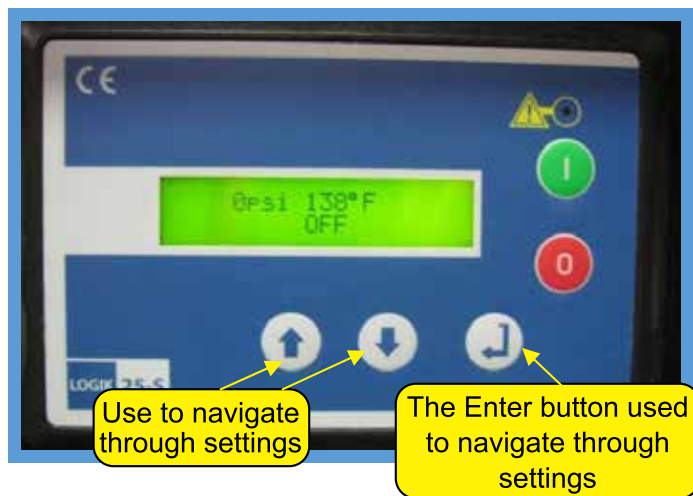 CE
0psi 138°F
OFF
I
0
LOGIK 25-S
Use to navigate
through settings
The Enter button used
to navigate through
settings